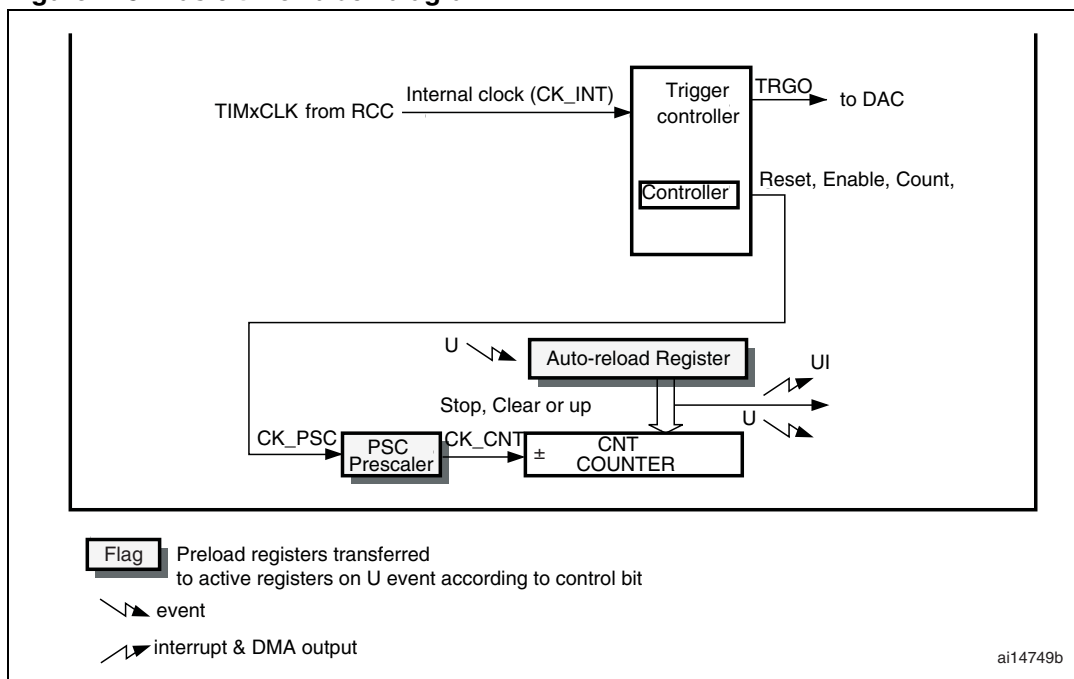 Trigger
controller
TRGO
to DAC
Internal clock (CK_INT)
TIMxCLK from RCC
Controller
Reset, Enable, Count,
U
Auto-reload Register
UI
Stop, Clear or up
U
CK_PSC
PSC
Prescaler
CK_CNT
±
CNT
COUNTER
Flag
Preload registers transferred
to active registers on U event according to control bit
event
interrupt & DMA output
ai14749b